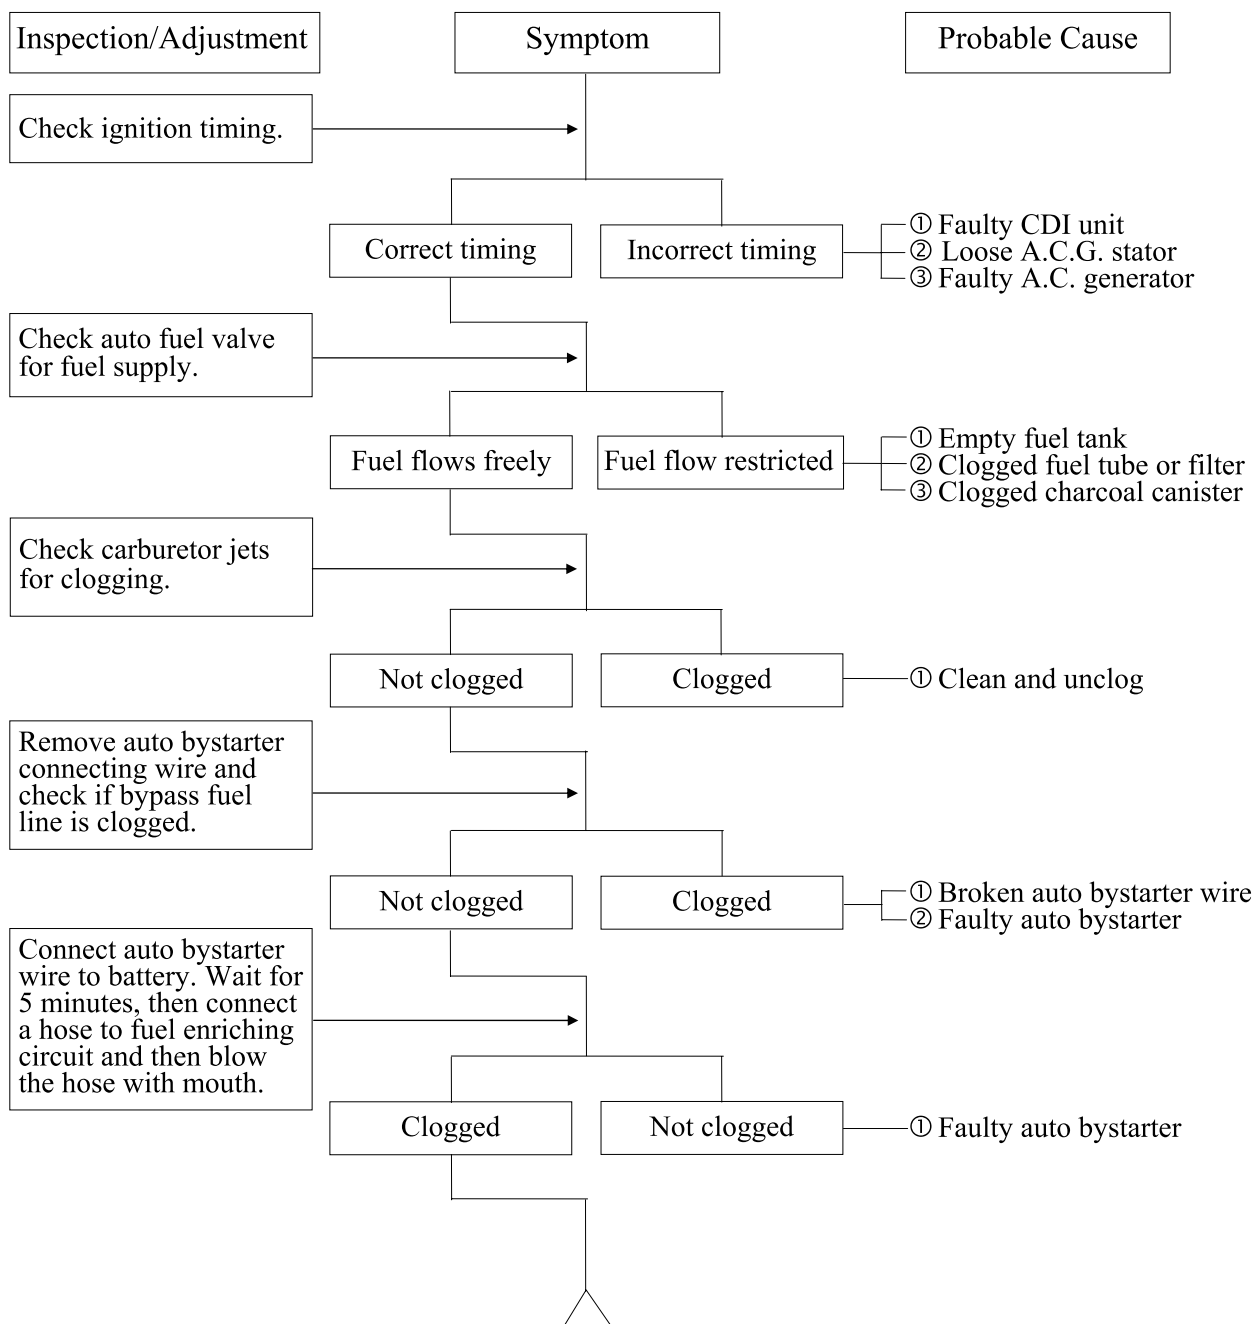 Inspection/Adjustment
Symptom
Probable Cause
Check ignition timing.
Correct timing
Incorrect timing
① Faulty CDI unit
② Loose A.C.G. stator
③ Faulty A.C. generator
Check auto fuel valve
for fuel supply.
Fuel flows freely
Fuel flow restricted
① Empty fuel tank
② Clogged fuel tube or filter
③ Clogged charcoal canister
Check carburetor jets
for clogging.
Not clogged
Clogged
① Clean and unclog
Remove auto bystarter
connecting wire and
check if bypass fuel
line is clogged.
Not clogged
Clogged
① Broken auto bystarter wire
② Faulty auto bystarter
Connect auto bystarter
wire to battery. Wait for
5 minutes, then connect
a hose to fuel enriching
circuit and then blow
the hose with mouth.
Clogged
Not clogged
① Faulty auto bystarter